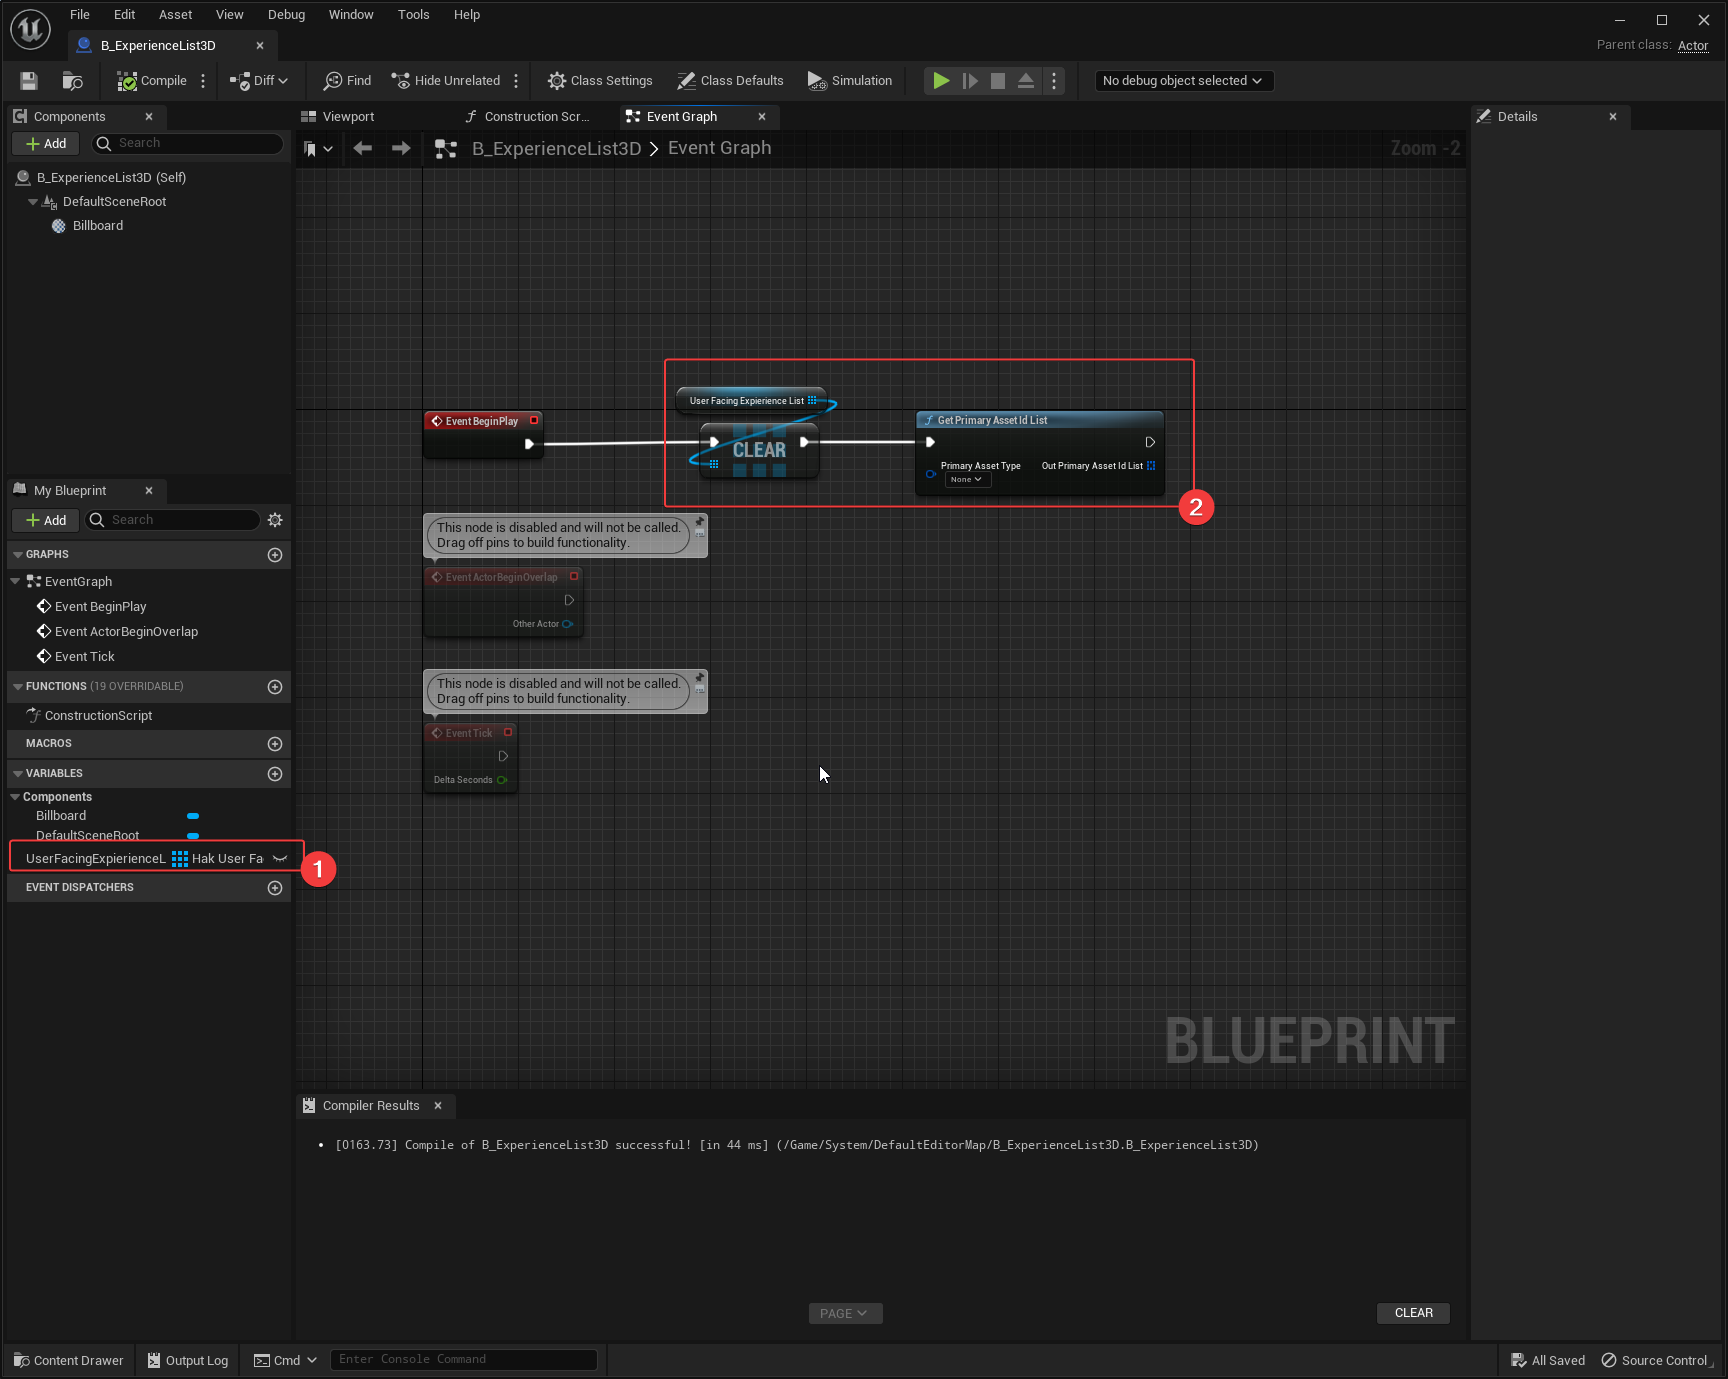 File Edit Asset View Debug Window Tools Help
B_ExperienceList3D
Parent class: Actor
Compile Diff Find Hide Unrelated Class Settings Class Defaults Simulation No debug object selected
Components
Add Search
B_ExperienceList3D (Self)
DefaultSceneRoot
Billboard
Viewport Construction Scr... Event Graph
B_ExperienceList3D > Event Graph
Zoom -2
Details
User Facing Expierience List
Event BeginPlay
CLEAR
Get Primary Asset Id List
Primary Asset Type
None
Out Primary Asset Id List
2
This node is disabled and will not be called.
Drag off pins to build functionality.
Event ActorBeginOverlap
Other Actor
This node is disabled and will not be called.
Drag off pins to build functionality.
Event Tick
Delta Seconds
My Blueprint
Add Search
GRAPHS
EventGraph
Event BeginPlay
Event ActorBeginOverlap
Event Tick
FUNCTIONS (19 OVERRIDABLE)
ConstructionScript
MACROS
VARIABLES
Components
Billboard
DefaultSceneRoot
UserFacingExpierienceL Hak User Fa
1
EVENT DISPATCHERS
BLUEPRINT
Compiler Results
[0163.73] Compile of B_ExperienceList3D successful! [in 44 ms] (/Game/System/DefaultEditorMap/B_ExperienceList3D.B_ExperienceList3D)
PAGE
CLEAR
Content Drawer Output Log Cmd Enter Console Command All Saved Source Control